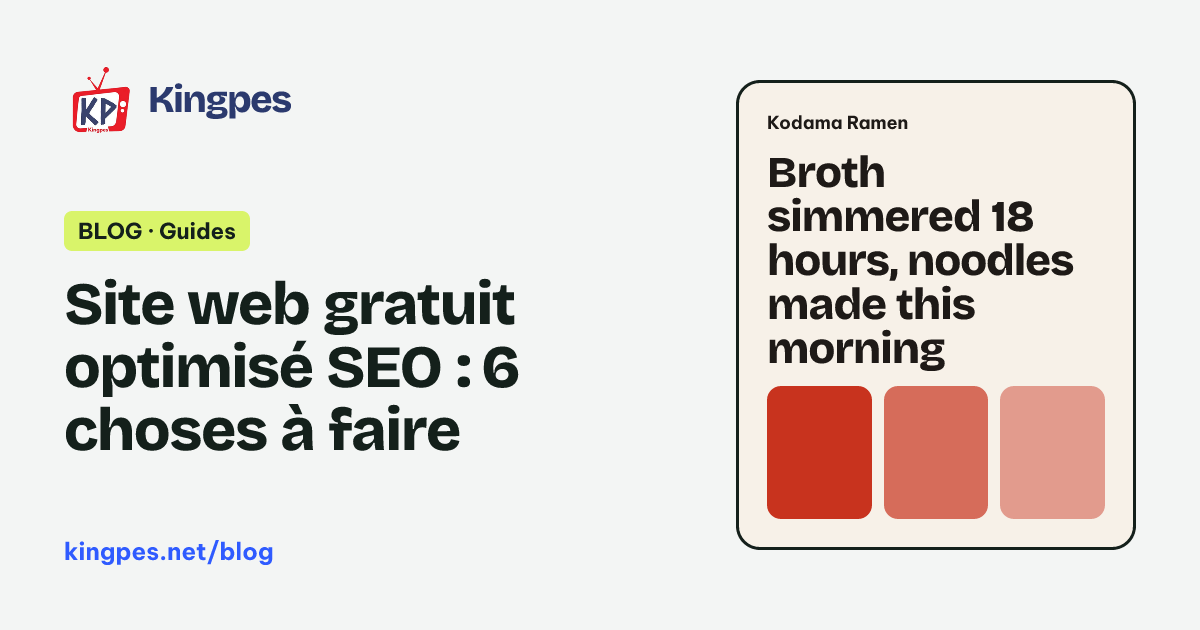 KP
Kingpes
Kingpes
BLOG · Guides
Site web gratuit
optimisé SEO : 6
choses à faire
kingpes.net/blog
Kodama Ramen
Broth
simmered 18
hours, noodles
made this
morning